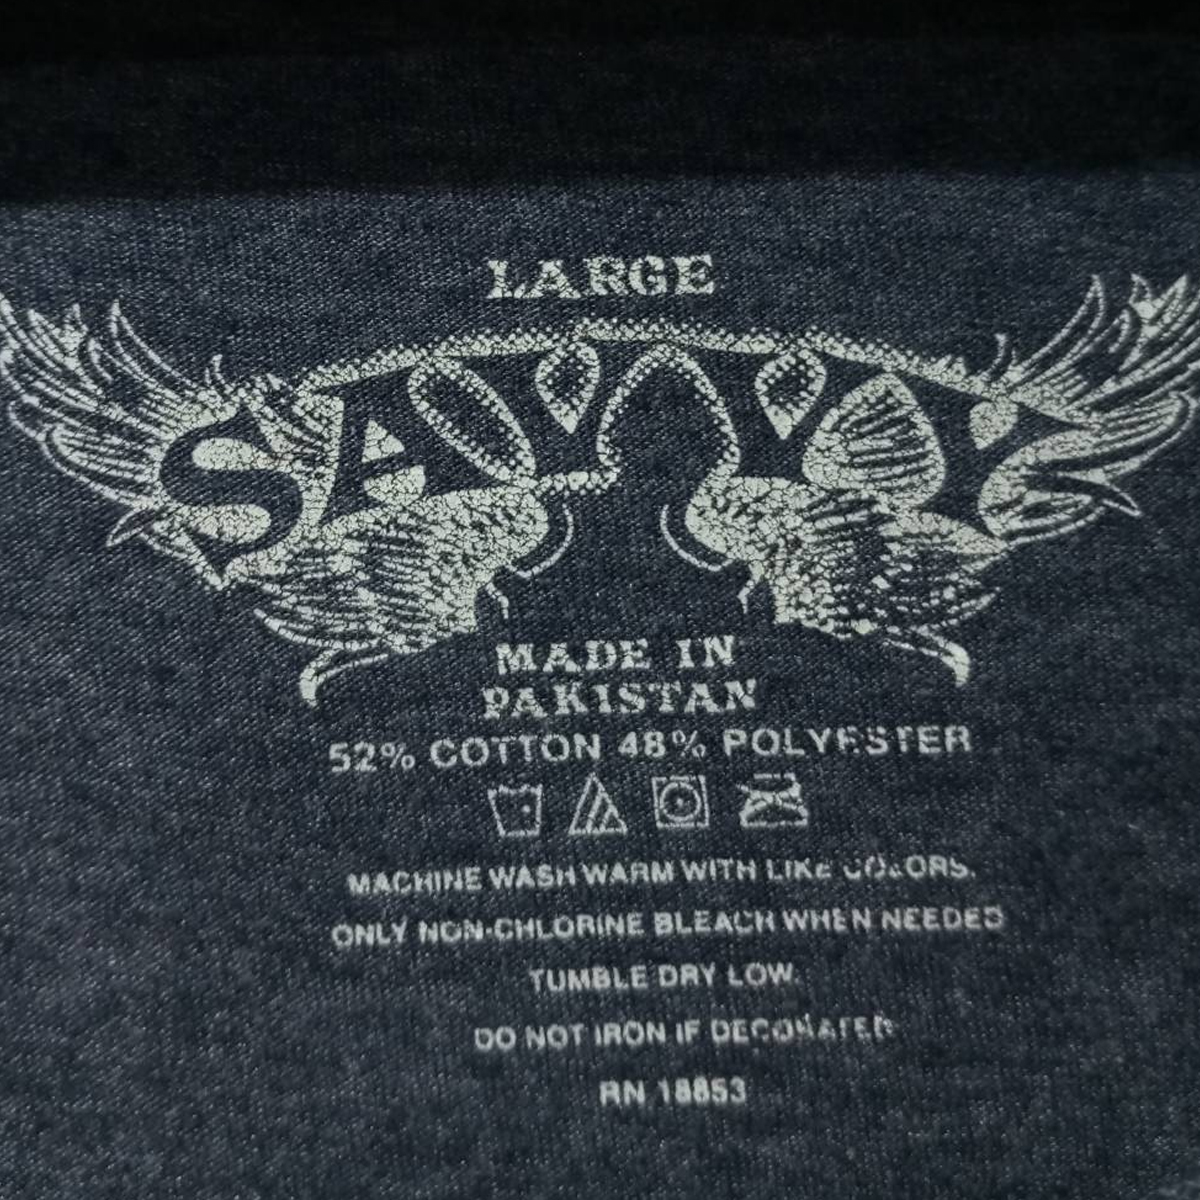 LARGE
SAVVY
MADE IN
PAKISTAN
52% COTTON 48% POLYESTER
MACHINE WASH WARM WITH LIKE COLORS.
ONLY NON-CHLORINE BLEACH WHEN NEEDED
TUMBLE DRY LOW.
DO NOT IRON IF DECORATED
RN 18853